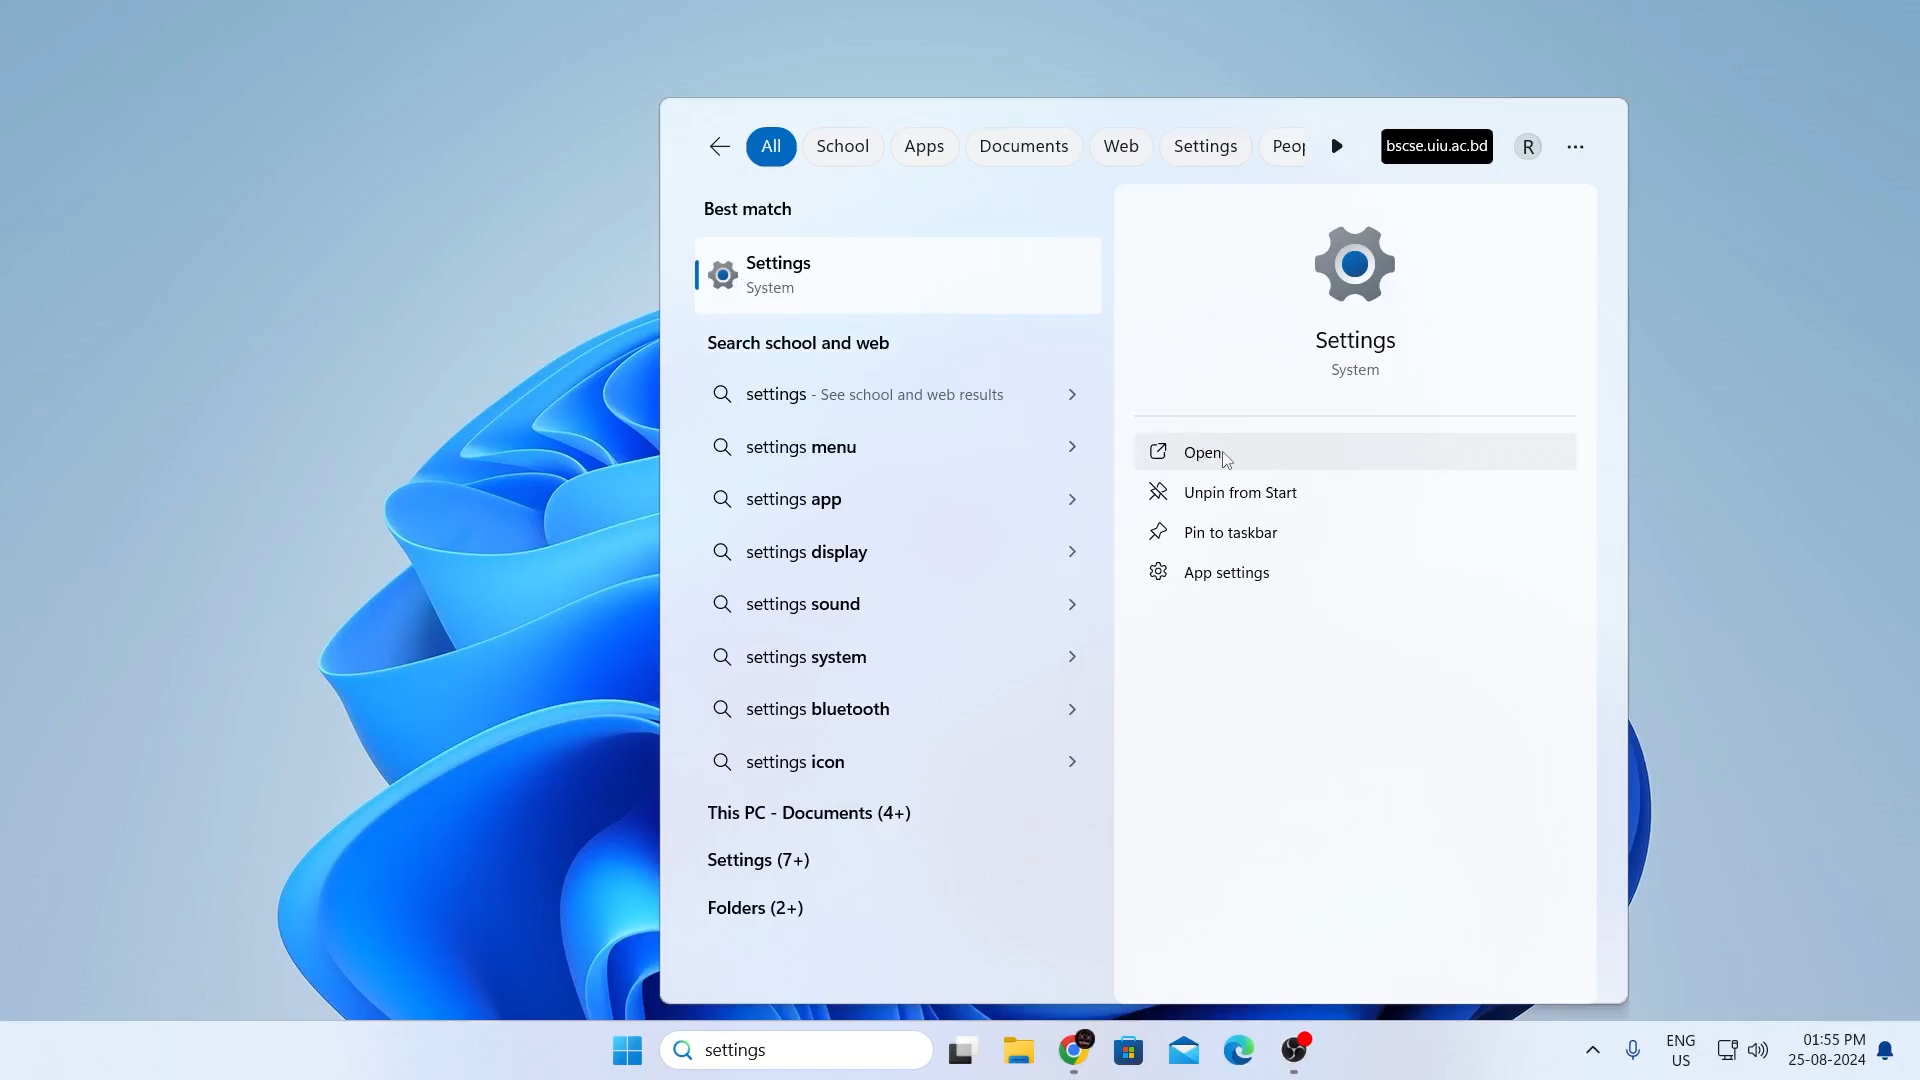 All School Apps Documents Web Settings Peop bscse.uiu.ac.bd R
Best match
Settings
System
Search school and web
settings - See school and web results
settings menu
settings app
settings display
settings sound
settings system
settings bluetooth
settings icon
This PC - Documents (4+)
Settings (7+)
Folders (2+)
Settings
System
Open
Unpin from Start
Pin to taskbar
App settings
settings
ENG
US
01:55 PM
25-08-2024